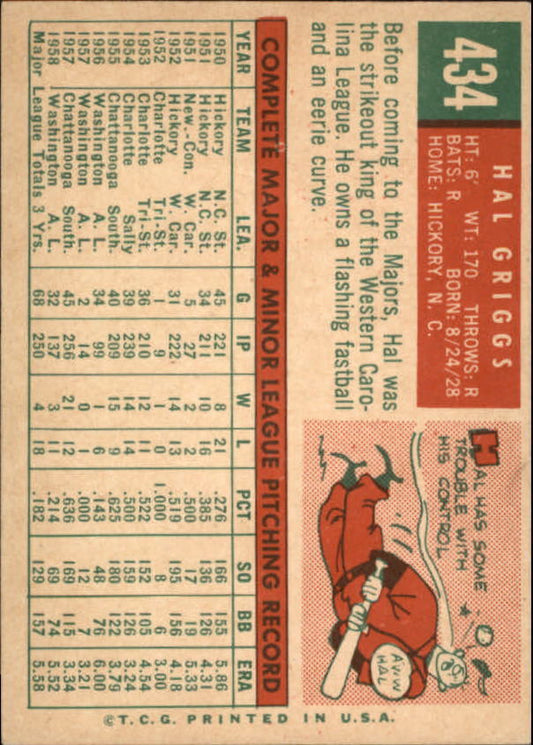 434
HAL GRIGGS
HT: 6' WT: 170 THROWS: R
BATS: R BORN: 8/24/28
HOME: HICKORY, N. C.
Before coming to the Majors, Hal was
the strikeout king of the Western Caro-
lina League. He owns a flashing fastball
and an eerie curve.
HAL HAS SOME
TROUBLE WITH
HIS CONTROL
AWW
HAL
COMPLETE MAJOR & MINOR LEAGUE PITCHING RECORD
YEAR TEAM LEA. G IP W L PCT SO BB ERA
1950 Hickory N.C. St. 45 221 8 21 .276 166 155 5.86
1951 Hickory N.C. St. 34 211 10 16 .385 136 126 4.31
1951 New.-Con. W. Car. 5 27 2 2 .500 17 19 5.33
1952 Hickory W. Car. 31 222 14 13 .519 195 156 4.18
1952 Charlotte Tri-St. 1 9 1 0 1.000 8 6 3.00
1953 Charlotte Tri-St. 36 210 12 11 .522 152 105 4.54
1954 Charlotte Sally 39 239 14 14 .500 126 124 3.24
1955 Chattanooga South. 40 209 15 9 .625 180 122 3.79
1956 Washington A. L. 34 99 1 6 .143 48 76 6.00
1957 Washington A. L. 2 14 0 1 .000 12 7 3.21
1957 Chattanooga South. 45 256 21 12 .636 169 115 3.34
1958 Washington A. L. 32 137 3 11 .214 69 74 5.52
Major League Totals 3 Yrs. 68 250 4 18 .182 129 157 5.58
©T.C.G. PRINTED IN U.S.A.